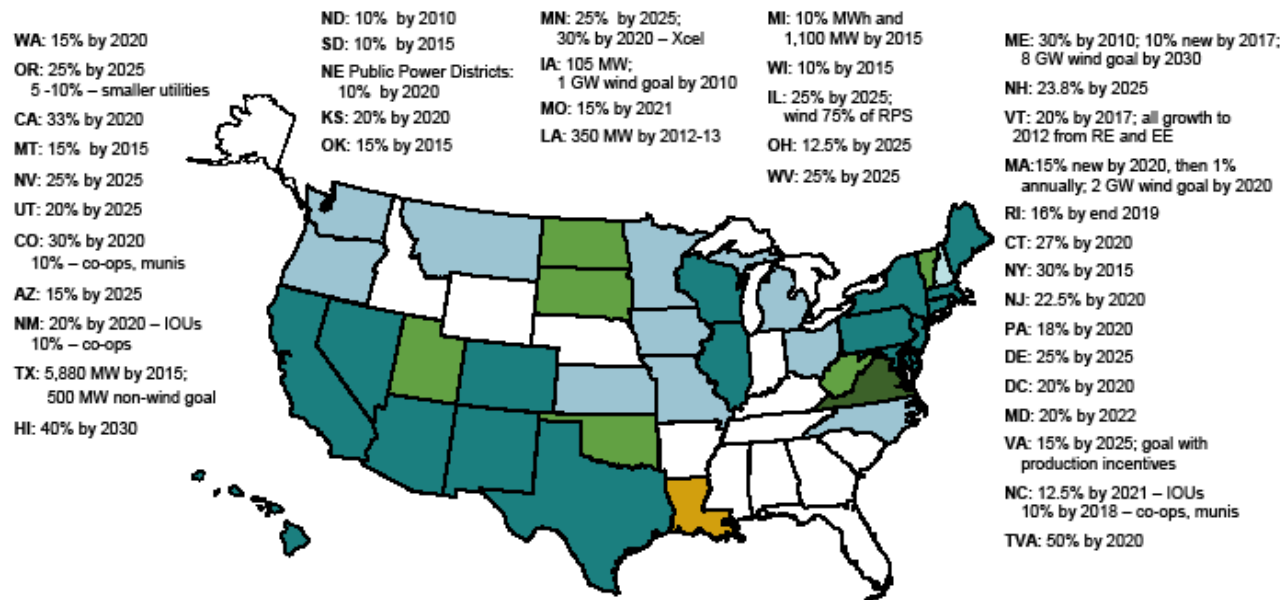 WA: 15% by 2020
OR: 25% by 2025
5 -10% – smaller utilities
CA: 33% by 2020
MT: 15% by 2015
NV: 25% by 2025
UT: 20% by 2025
CO: 30% by 2020
10% – co-ops, munis
AZ: 15% by 2025
NM: 20% by 2020 – IOUs
10% – co-ops
TX: 5,880 MW by 2015;
500 MW non-wind goal
HI: 40% by 2030
ND: 10% by 2010
SD: 10% by 2015
NE Public Power Districts:
10% by 2020
KS: 20% by 2020
OK: 15% by 2015
MN: 25% by 2025;
30% by 2020 – Xcel
IA: 105 MW;
1 GW wind goal by 2010
MO: 15% by 2021
LA: 350 MW by 2012-13
MI: 10% MWh and
1,100 MW by 2015
WI: 10% by 2015
IL: 25% by 2025;
wind 75% of RPS
OH: 12.5% by 2025
WV: 25% by 2025
ME: 30% by 2010; 10% new by 2017;
8 GW wind goal by 2030
NH: 23.8% by 2025
VT: 20% by 2017; all growth to
2012 from RE and EE
MA:15% new by 2020, then 1%
annually; 2 GW wind goal by 2020
RI: 16% by end 2019
CT: 27% by 2020
NY: 30% by 2015
NJ: 22.5% by 2020
PA: 18% by 2020
DE: 25% by 2025
DC: 20% by 2020
MD: 20% by 2022
VA: 15% by 2025; goal with
production incentives
NC: 12.5% by 2021 – IOUs
10% by 2018 – co-ops, munis
TVA: 50% by 2020